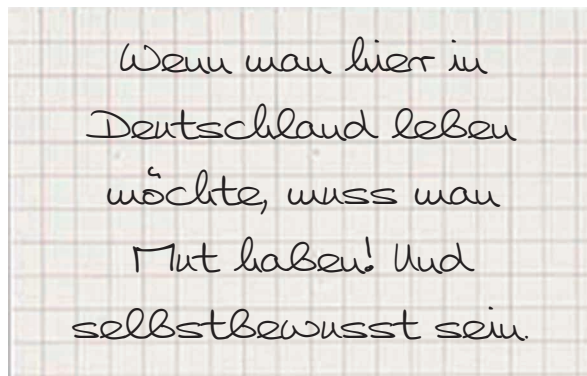 Wenn man hier in
Deutschland leben
möchte, muss man
Mut haben! Und
selbstbewusst sein.